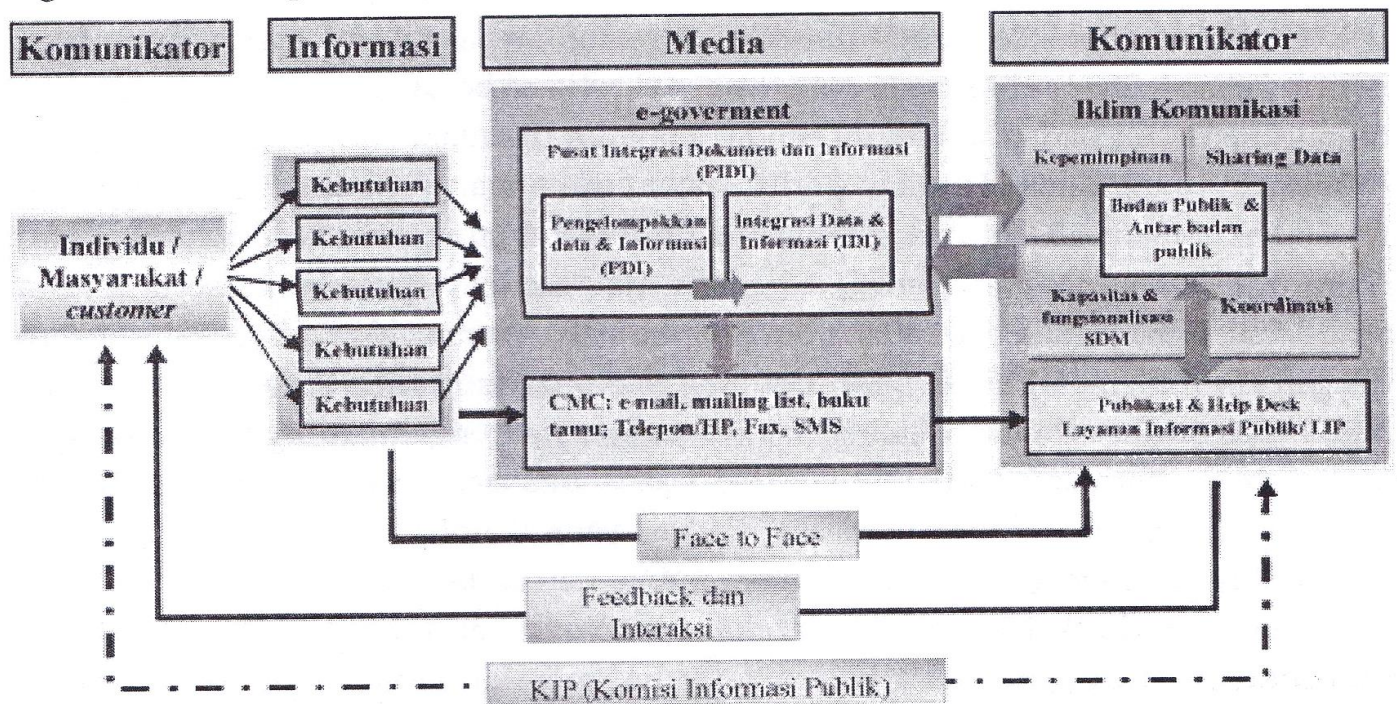 Komunikator
Informasi
Media
Komunikator
Individu /
Masyarakat /
customer
Kebutuhan
Kebutuhan
Kebutuhan
Kebutuhan
Kebutuhan
e-goverment
Pusat Integrasi Dokumen dan Informasi
(PIDI)
Pengelompakkan
data & Informasi
(PDI)
Integrasi Data &
Informasi (IDI)
CMC: e-mail, mailing list, buku
tamu; Telepon/HP, Fax, SMS
Iklim Komunikasi
Kepemimpinan
Sharing Data
Badan Publik &
Antar badan
publik
Kapasitas &
fungsionalisasi
SDM
Koordinasi
Publikasi & Help Desk
Layanan Informasi Publik/ LIP
Face to Face
Feedback dan
Interaksi
KIP (Komisi Informasi Publik)